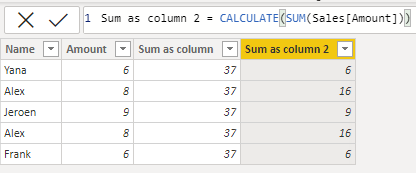 1 Sum as column 2 = CALCULATE(SUM(Sales[Amount]))
Name Amount Sum as column Sum as column 2
Yana 6 37 6
Alex 8 37 16
Jeroen 9 37 9
Alex 8 37 16
Frank 6 37 6